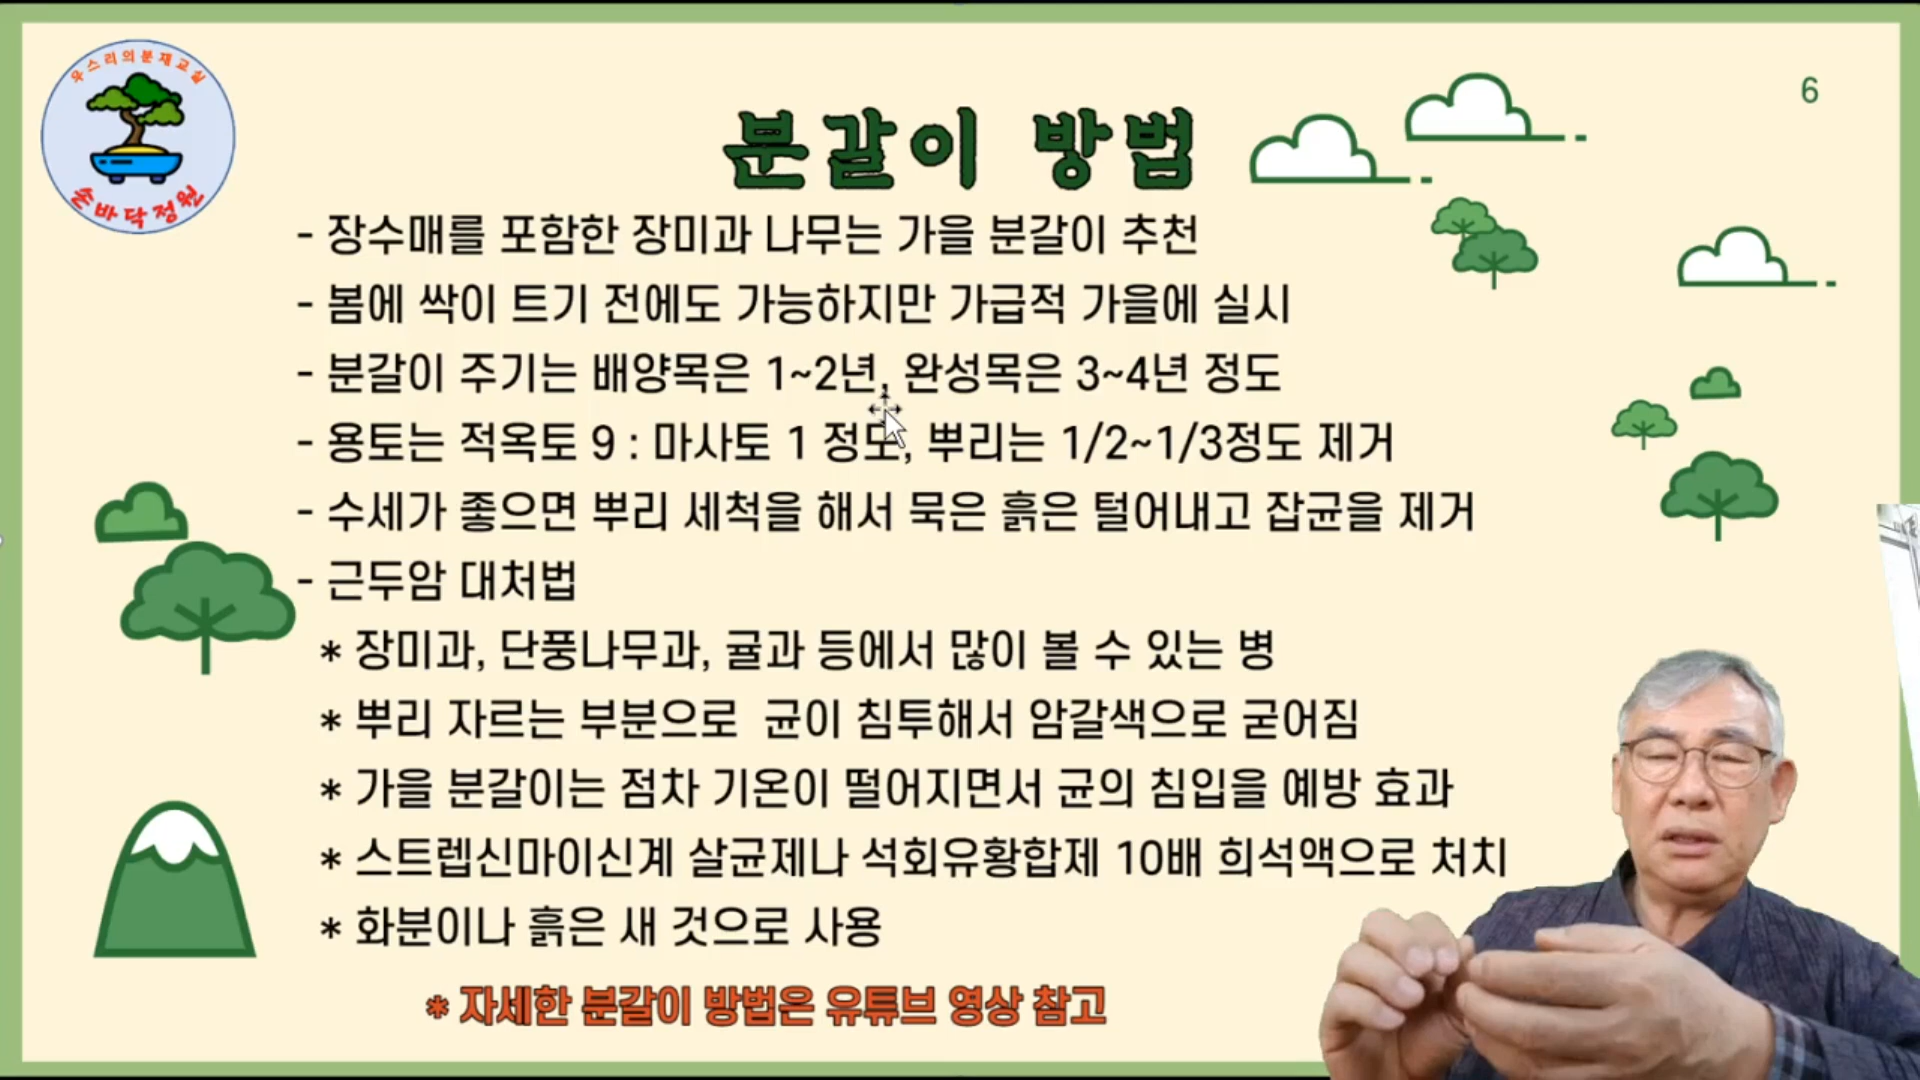 우스리의분재교실
손바닥정원
6
분갈이 방법
- 장수매를 포함한 장미과 나무는 가을 분갈이 추천
- 봄에 싹이 트기 전에도 가능하지만 가급적 가을에 실시
- 분갈이 주기는 배양목은 1~2년, 완성목은 3~4년 정도
- 용토는 적옥토 9 : 마사토 1 정도, 뿌리는 1/2~1/3정도 제거
- 수세가 좋으면 뿌리 세척을 해서 묵은 흙은 털어내고 잡균을 제거
- 근두암 대처법
* 장미과, 단풍나무과, 귤과 등에서 많이 볼 수 있는 병
* 뿌리 자르는 부분으로 균이 침투해서 암갈색으로 굳어짐
* 가을 분갈이는 점차 기온이 떨어지면서 균의 침입을 예방 효과
* 스트렙신마이신계 살균제나 석회유황합제 10배 희석액으로 처치
* 화분이나 흙은 새 것으로 사용
* 자세한 분갈이 방법은 유튜브 영상 참고